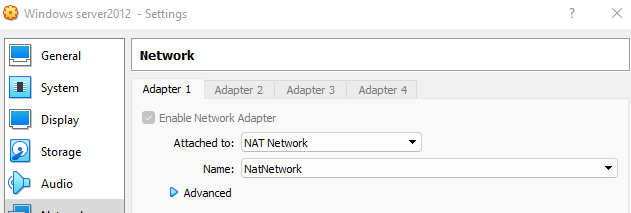 Windows server2012 - Settings
? ×
General
System
Display
Storage
Audio
Network
Adapter 1 Adapter 2 Adapter 3 Adapter 4
Enable Network Adapter
Attached to: NAT Network
Name: NatNetwork
Advanced